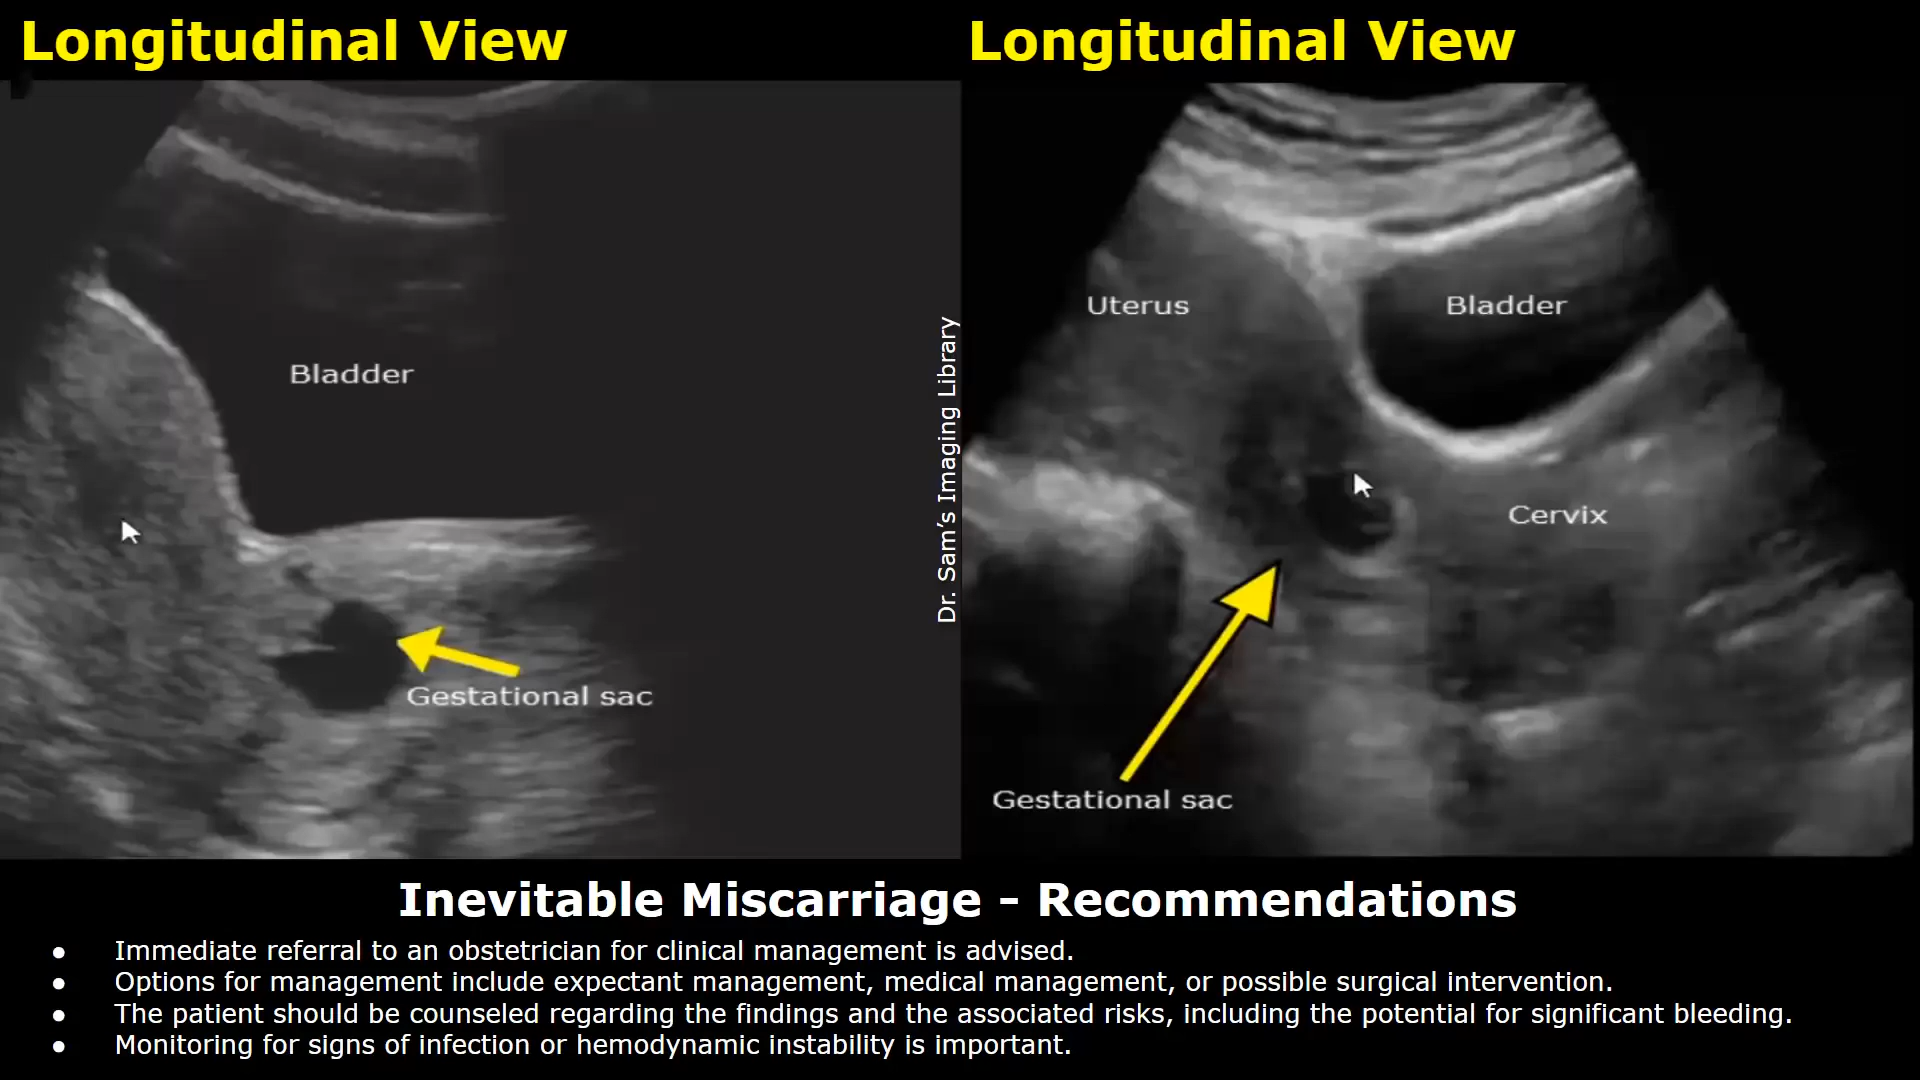 Longitudinal View
Longitudinal View
Bladder
Gestational sac
Dr. Sam's Imaging Library
Uterus
Bladder
Cervix
Gestational sac
Inevitable Miscarriage – Recommendations
● Immediate referral to an obstetrician for clinical management is advised.
● Options for management include expectant management, medical management, or possible surgical intervention.
● The patient should be counseled regarding the findings and the associated risks, including the potential for significant bleeding.
● Monitoring for signs of infection or hemodynamic instability is important.